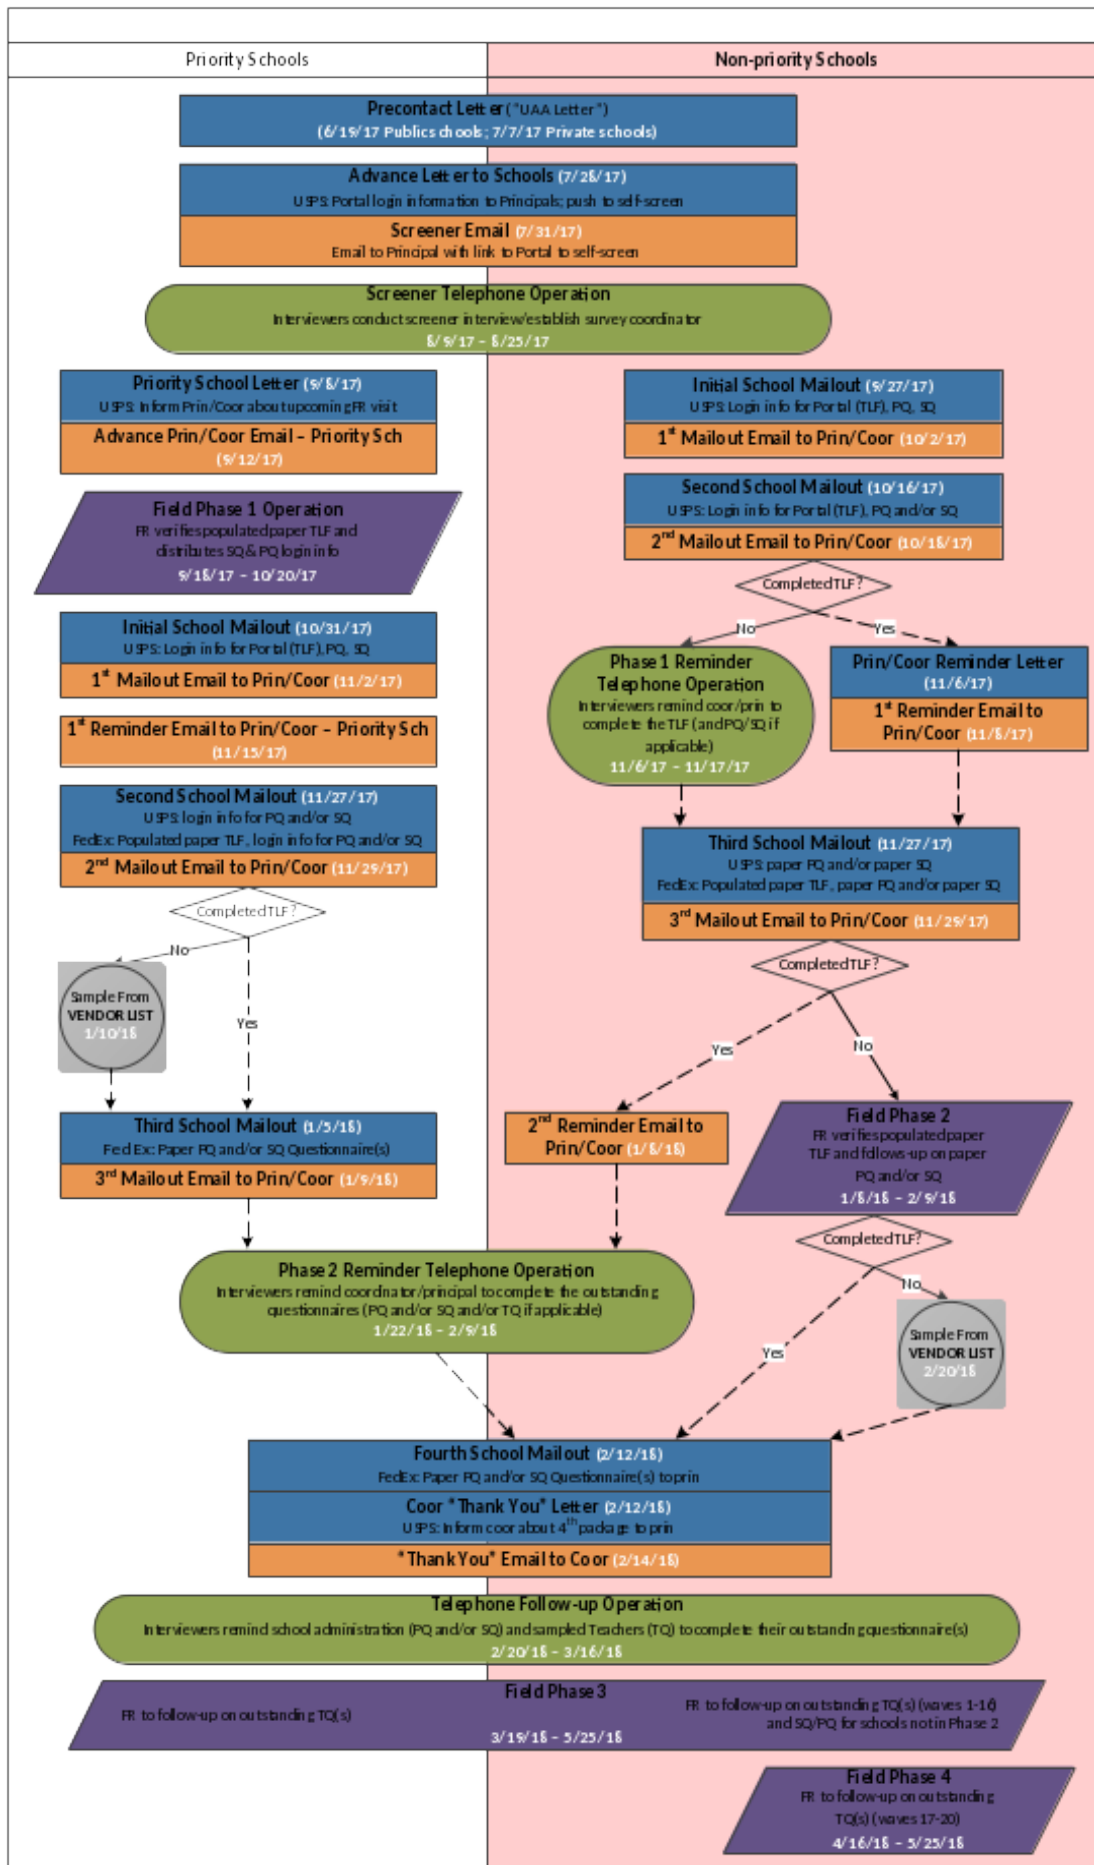 Priority Schools
Non-priority Schools
Precontact Letter ("UAA Letter")
(6/19/17 Public schools; 7/7/17 Private schools)
Advance Letter to Schools (7/28/17)
USPS: Portal login information to Principals; push to self-screen
Screener Email (7/31/17)
Email to Principal with link to Portal to self-screen
Screener Telephone Operation
Interviewers conduct screener interview/establish survey coordinator
8/9/17 – 8/25/17
Priority School Letter (9/8/17)
USPS: Inform Prin/Coor about upcoming FR visit
Advance Prin/Coor Email – Priority Sch
(9/12/17)
Field Phase 1 Operation
FR verifies populated paper TLF and
distributes SQ & PQ login info
9/18/17 – 10/20/17
Initial School Mailout (10/31/17)
USPS: Login info for Portal (TLF), PQ, SQ
1st Mailout Email to Prin/Coor (11/2/17)
1st Reminder Email to Prin/Coor – Priority Sch
(11/15/17)
Second School Mailout (11/27/17)
USPS: login info for PQ and/or SQ
FedEx: Populated paper TLF, login info for PQ and/or SQ
2nd Mailout Email to Prin/Coor (11/29/17)
Completed TLF?
No
Yes
Sample From
VENDOR LIST
1/10/18
Third School Mailout (1/5/18)
Fed Ex: Paper PQ and/or SQ Questionnaire(s)
3rd Mailout Email to Prin/Coor (1/9/18)
Initial School Mailout (9/27/17)
USPS: Login info for Portal (TLF), PQ, SQ
1st Mailout Email to Prin/Coor (10/2/17)
Second School Mailout (10/16/17)
USPS: Login info for Portal (TLF), PQ and/or SQ
2nd Mailout Email to Prin/Coor (10/18/17)
Completed TLF?
No
Yes
Phase 1 Reminder
Telephone Operation
Interviewers remind coor/prin to
complete the TLF (and PQ/SQ if
applicable)
11/6/17 – 11/17/17
Prin/Coor Reminder Letter
(11/6/17)
1st Reminder Email to
Prin/Coor (11/8/17)
Third School Mailout (11/27/17)
USPS: paper PQ and/or paper SQ
FedEx: Populated paper TLF, paper PQ and/or paper SQ
3rd Mailout Email to Prin/Coor (11/29/17)
Completed TLF?
Yes
No
2nd Reminder Email to
Prin/Coor (1/8/18)
Field Phase 2
FR verifies populated paper
TLF and follows-up on paper
PQ and/or SQ
1/8/18 – 2/9/18
Completed TLF?
No
Yes
Sample From
VENDOR LIST
2/20/18
Phase 2 Reminder Telephone Operation
Interviewers remind coordinator/principal to complete the outstanding
questionnaires (PQ and/or SQ and/or TQ if applicable)
1/22/18 – 2/9/18
Fourth School Mailout (2/12/18)
FedEx: Paper PQ and/or SQ Questionnaire(s) to prin
Coor *Thank You* Letter (2/12/18)
USPS: Inform coor about 4th package to prin
*Thank You* Email to Coor (2/14/18)
Telephone Follow-up Operation
Interviewers remind school administration (PQ and/or SQ) and sampled Teachers (TQ) to complete their outstanding questionnaire(s)
2/20/18 – 3/16/18
Field Phase 3
FR to follow-up on outstanding TQ(s)
FR to follow-up on outstanding TQ(s) (waves 1-16)
and SQ/PQ for schools not in Phase 2
3/19/18 – 5/25/18
Field Phase 4
FR to follow-up on outstanding
TQ(s) (waves 17-20)
4/16/18 – 5/25/18